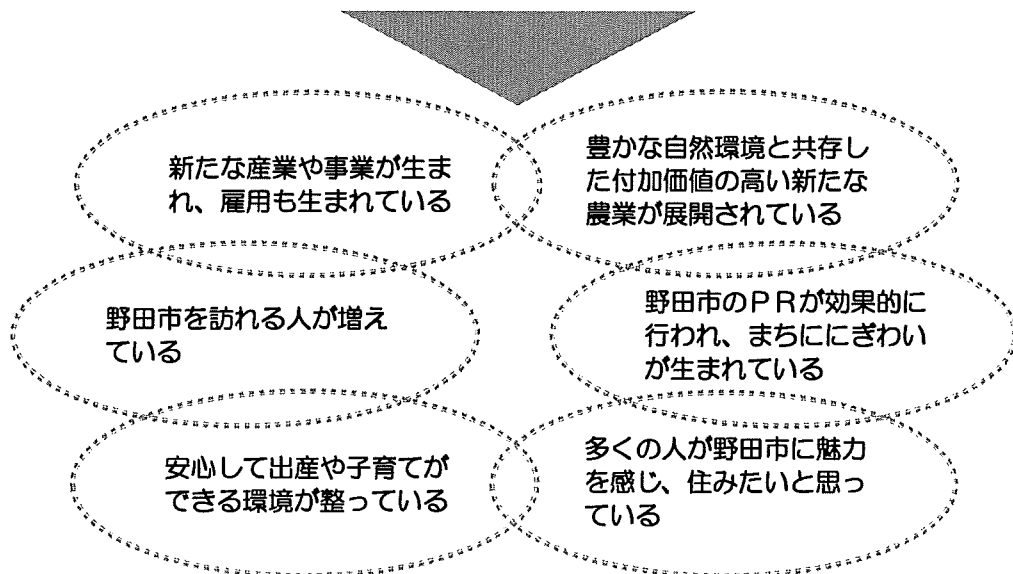 新たな産業や事業が生ま
れ、雇用も生まれている
豊かな自然環境と共存し
た付加価値の高い新たな
農業が展開されている
野田市を訪れる人が増え
ている
野田市のＰＲが効果的に
行われ、まちににぎわい
が生まれている
安心して出産や子育てが
できる環境が整っている
多くの人が野田市に魅力
を感じ、住みたいと思っ
ている